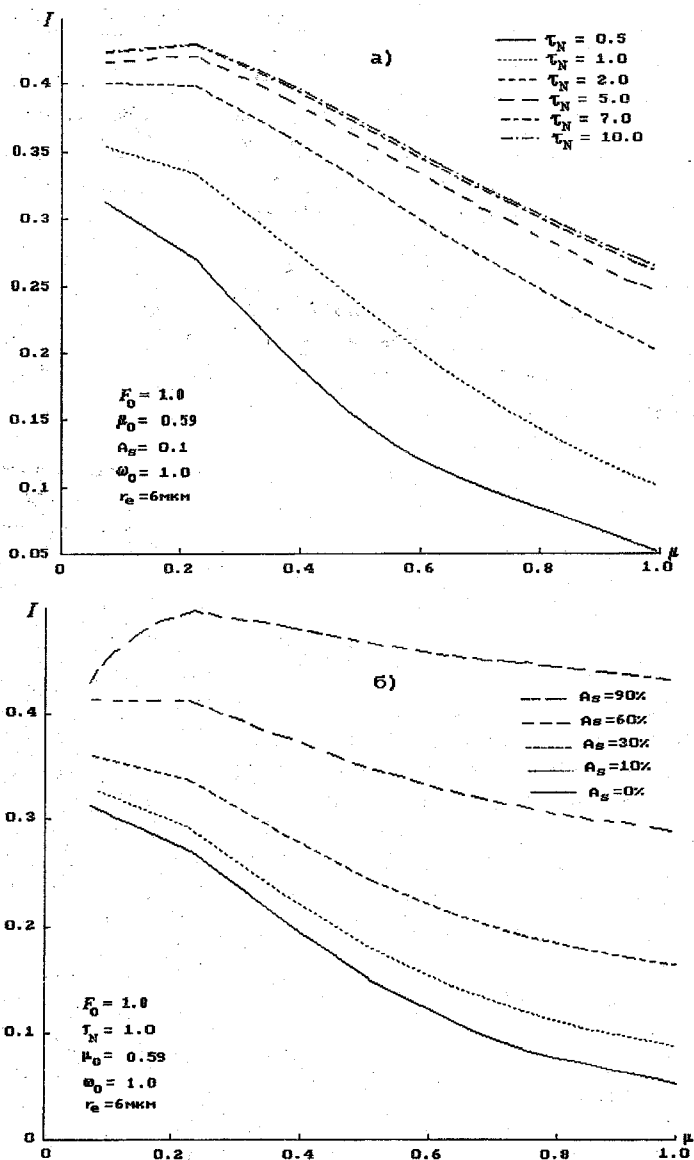 I
а)
τN = 0.5
τN = 1.0
τN = 2.0
τN = 5.0
τN = 7.0
τN = 10.0
0.4
0.35
0.3
0.25
0.2
0.15
0.1
0.05
F0 = 1.0
μ0 = 0.59
As = 0.1
ω0 = 1.0
re = 6мкм
0 0.2 0.4 0.6 0.8 1.0 μ
I
б)
As=90%
As=60%
As=30%
As=10%
As=0%
0.4
0.3
0.2
0.1
0
F0 = 1.0
τN = 1.0
μ0 = 0.59
ω0 = 1.0
re = 6мкм
0 0.2 0.4 0.6 0.8 1.0 μ